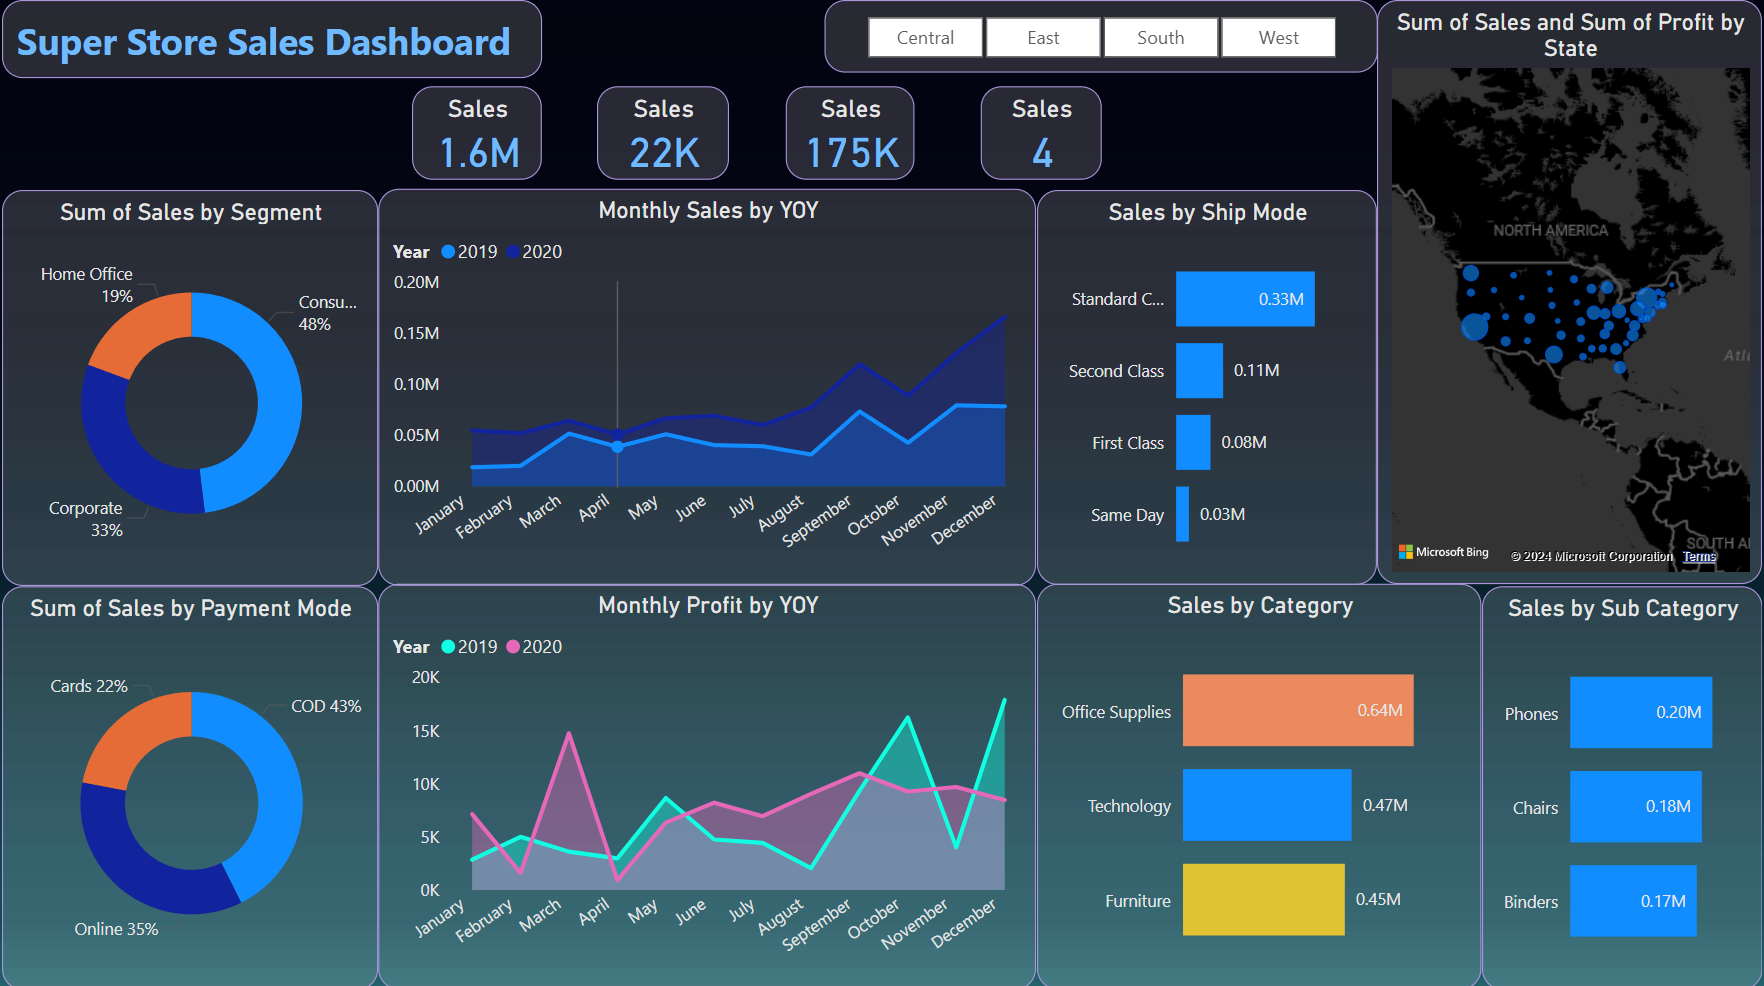 Super Store Sales Dashboard
Central
East
South
West
Sum of Sales and Sum of Profit by
State
Sales
1.6M
Sales
22K
Sales
175K
Sales
4
NORTH AMERICA
Atl
SOUTH A
Microsoft Bing
© 2024 Microsoft Corporation Terms
Sum of Sales by Segment
Home Office
19%
Consu...
48%
Corporate
33%
Monthly Sales by YOY
Year 2019 2020
0.20M
0.15M
0.10M
0.05M
0.00M
January
February
March
April
May
June
July
August
September
October
November
December
Sales by Ship Mode
Standard C... 0.33M
Second Class 0.11M
First Class 0.08M
Same Day 0.03M
Sum of Sales by Payment Mode
Cards 22%
COD 43%
Online 35%
Monthly Profit by YOY
Year 2019 2020
20K
15K
10K
5K
0K
January
February
March
April
May
June
July
August
September
October
November
December
Sales by Category
Office Supplies 0.64M
Technology 0.47M
Furniture 0.45M
Sales by Sub Category
Phones 0.20M
Chairs 0.18M
Binders 0.17M